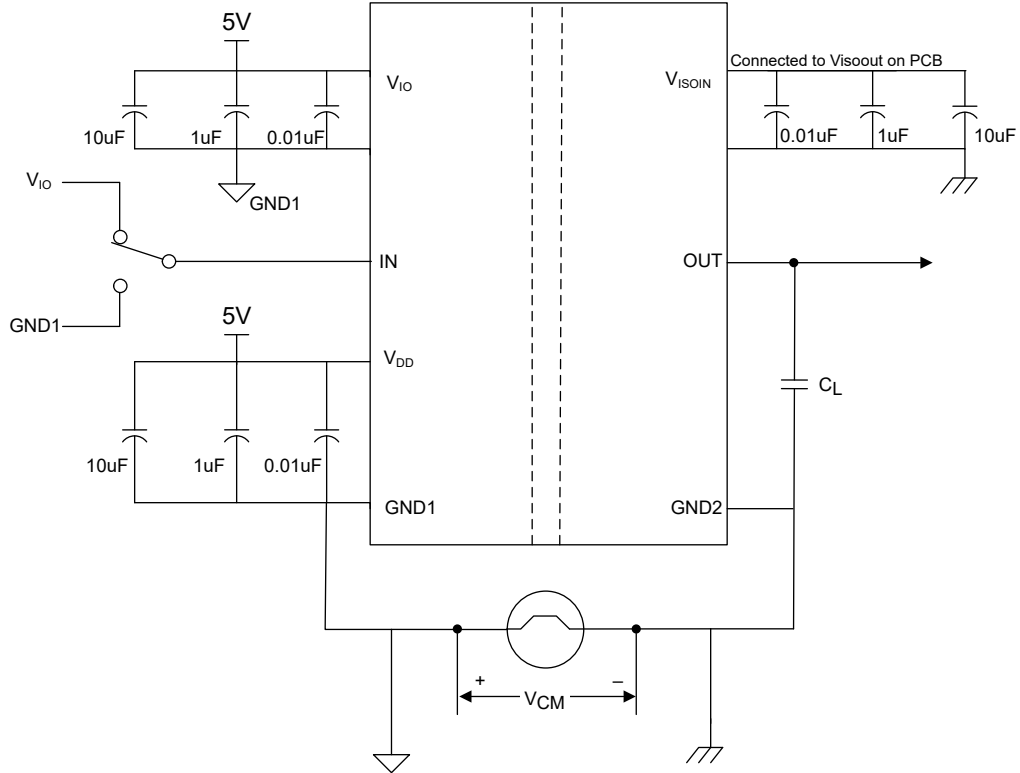 5V
Connected to Visoout on PCB
VIO
VISOIN
10uF
1uF
0.01uF
0.01uF
1uF
10uF
VIO
GND1
IN
OUT
GND1
5V
VDD
CL
10uF
1uF
0.01uF
GND1
GND2
+
–
VCM